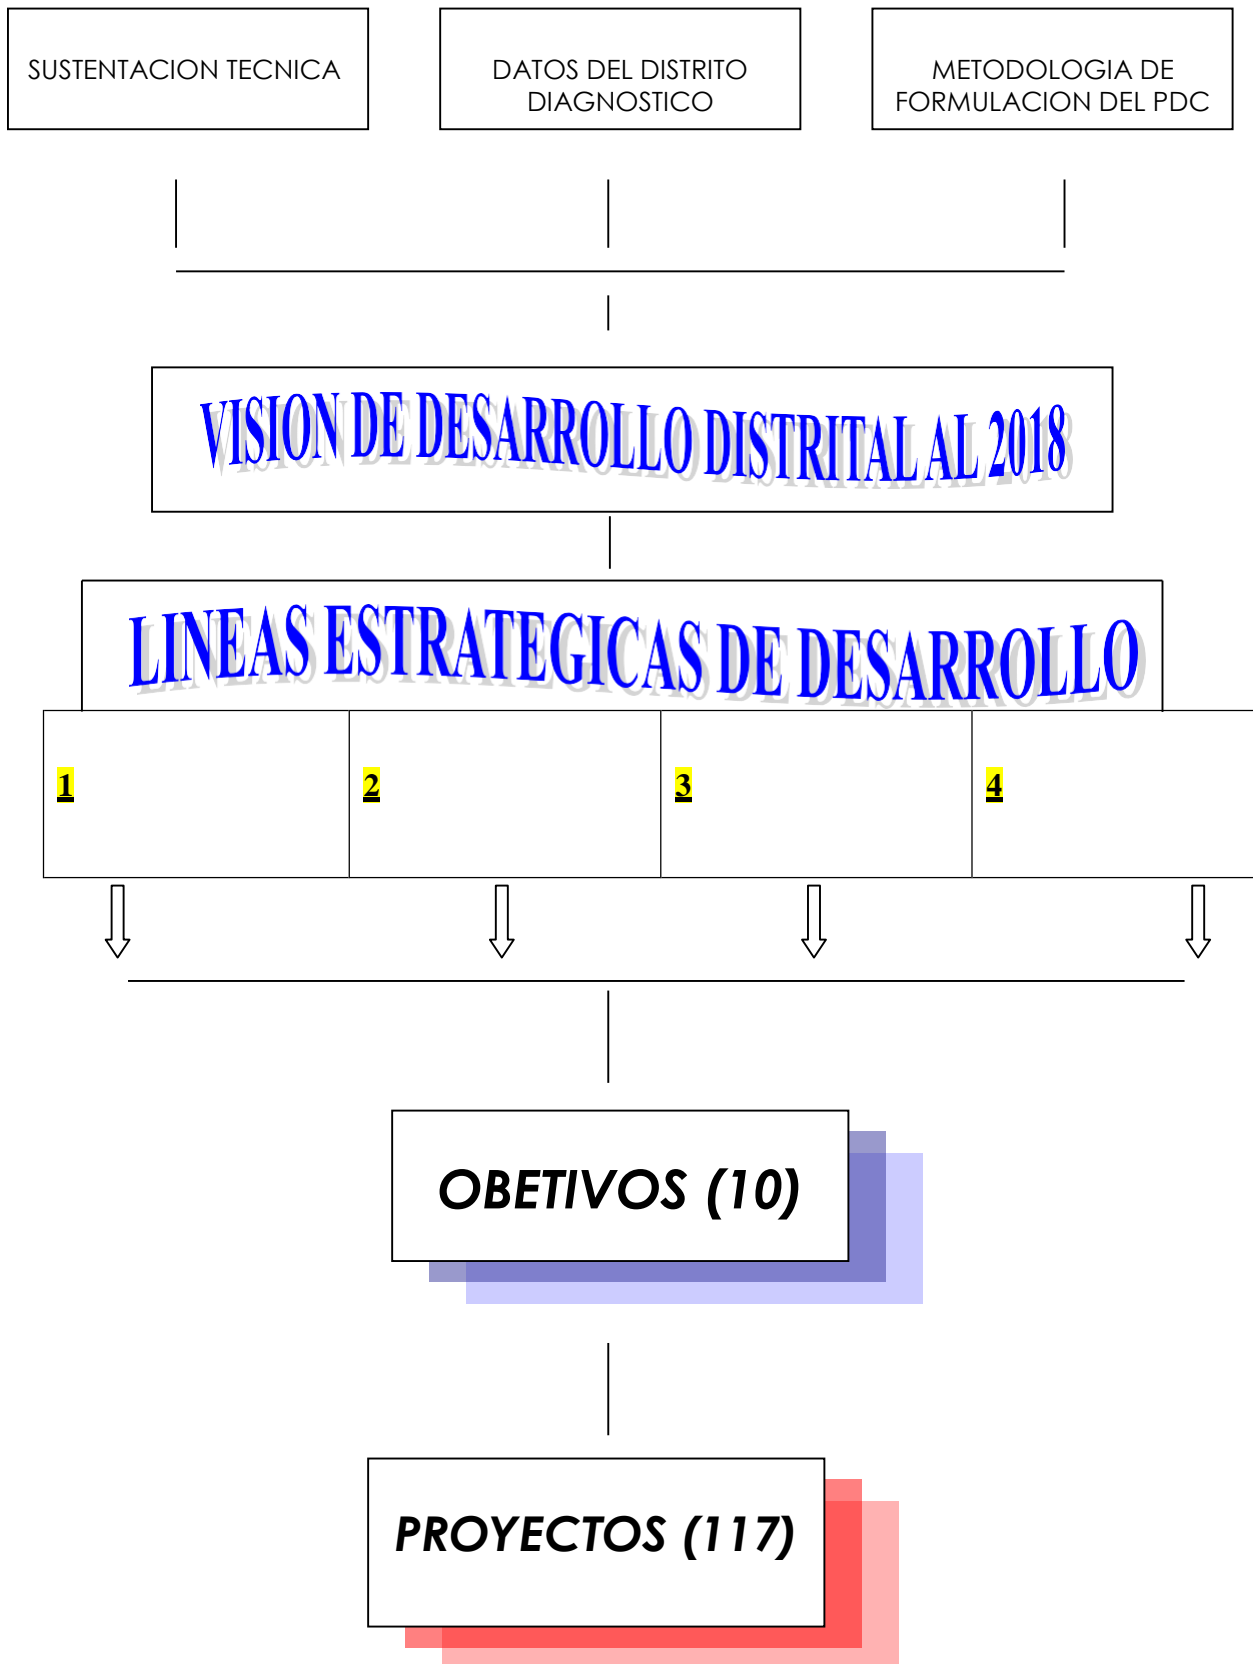 SUSTENTACION TECNICA
DATOS DEL DISTRITO
DIAGNOSTICO
METODOLOGIA DE
FORMULACION DEL PDC
VISION DE DESARROLLO DISTRITAL AL 2018
LINEAS ESTRATEGICAS DE DESARROLLO
1
2
3
4
OBETIVOS (10)
PROYECTOS (117)